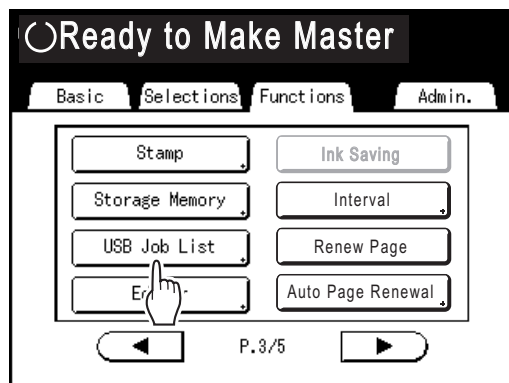 Ready to Make Master
Basic Selections Functions Admin.
Stamp Ink Saving
Storage Memory Interval
USB Job List Renew Page
Auto Page Renewal
P.3/5